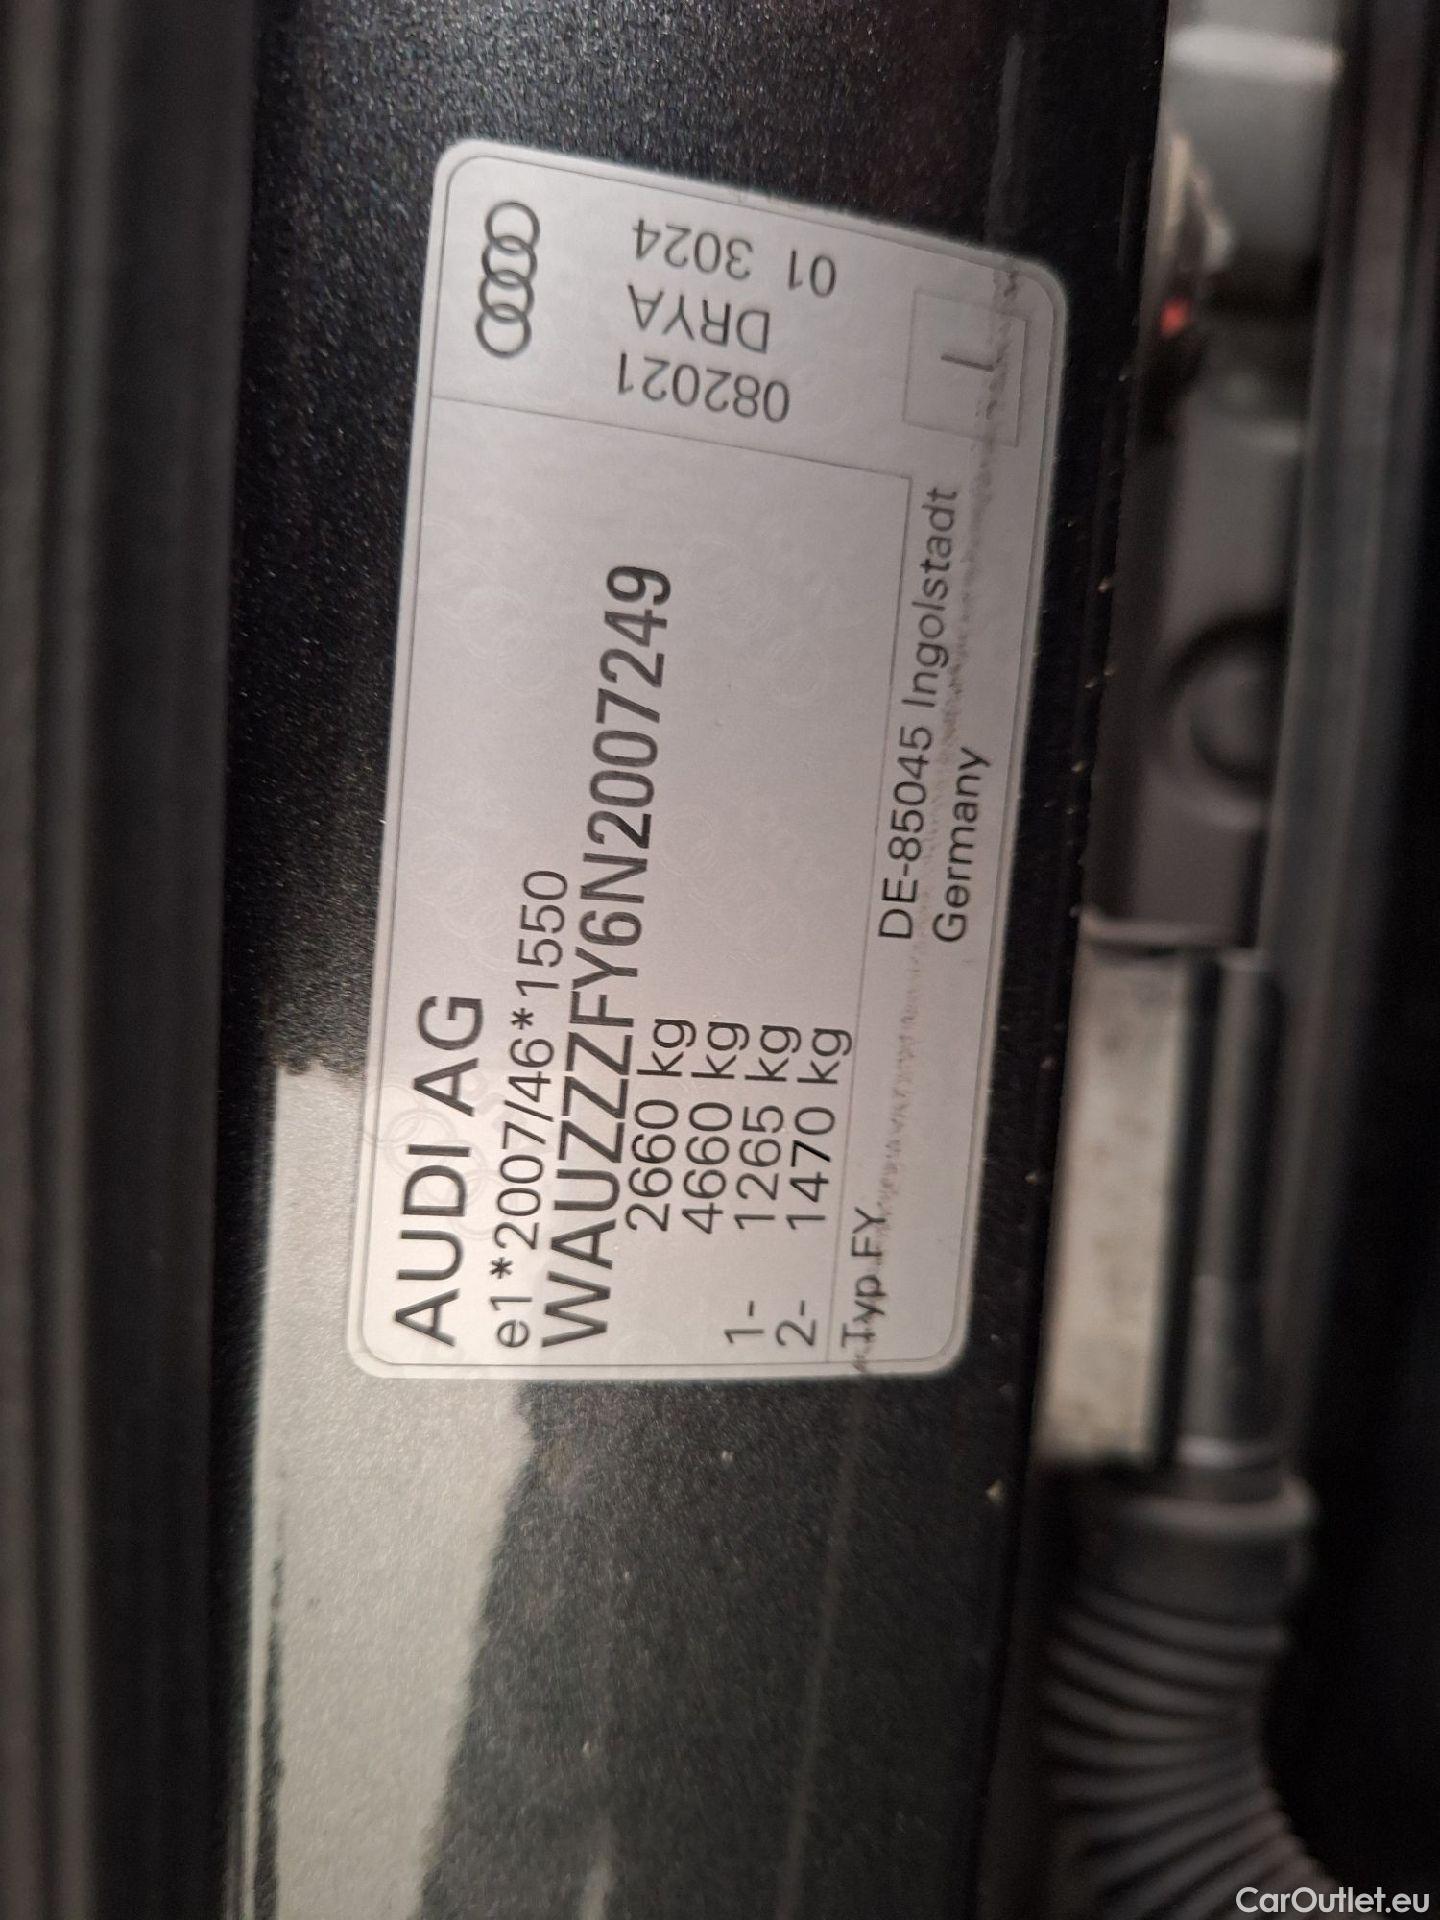 AUDI AG
e1*2007/46*1550
WAUZZZFY6N2007249
2660 kg
4660 kg
1- 1265 kg
2- 1470 kg
Typ FY
DE-85045 Ingolstadt
Germany
082021
DRYA
01 3024
L
CarOutlet.eu